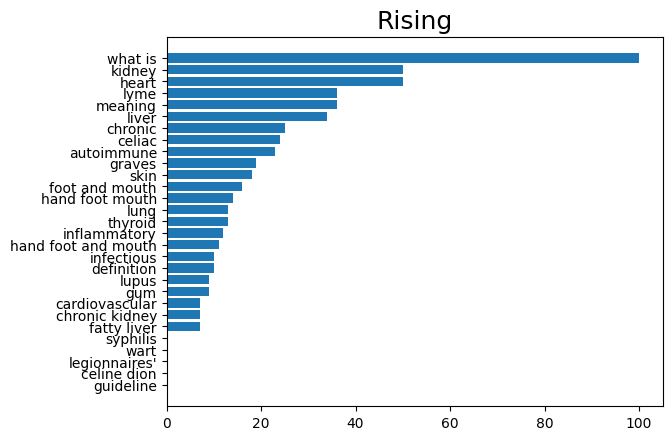 Rising
what is
kidney
heart
lyme
meaning
liver
chronic
celiac
autoimmune
graves
skin
foot and mouth
hand foot mouth
lung
thyroid
inflammatory
hand foot and mouth
infectious
definition
lupus
gum
cardiovascular
chronic kidney
fatty liver
syphilis
wart
legionnaires'
celine dion
guideline
0 20 40 60 80 100